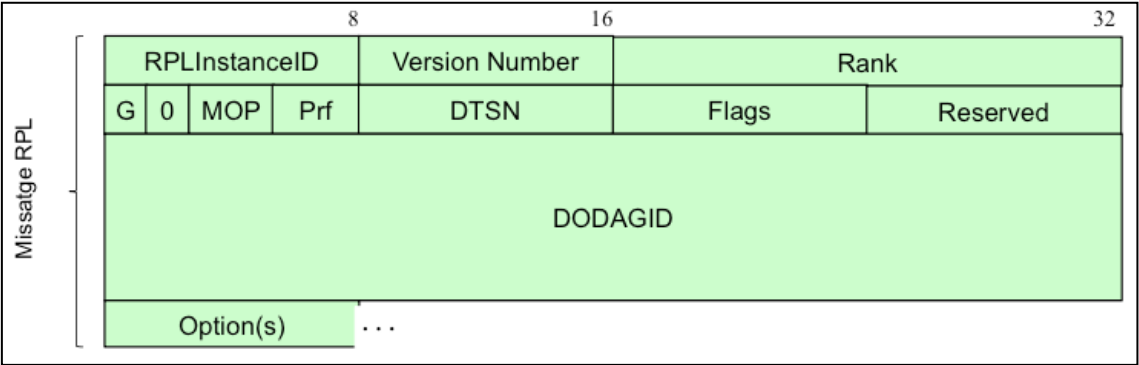 8 16 32
RPLInstanceID Version Number Rank
G 0 MOP Prf DTSN Flags Reserved
Missatge RPL
DODAGID
Option(s) ...